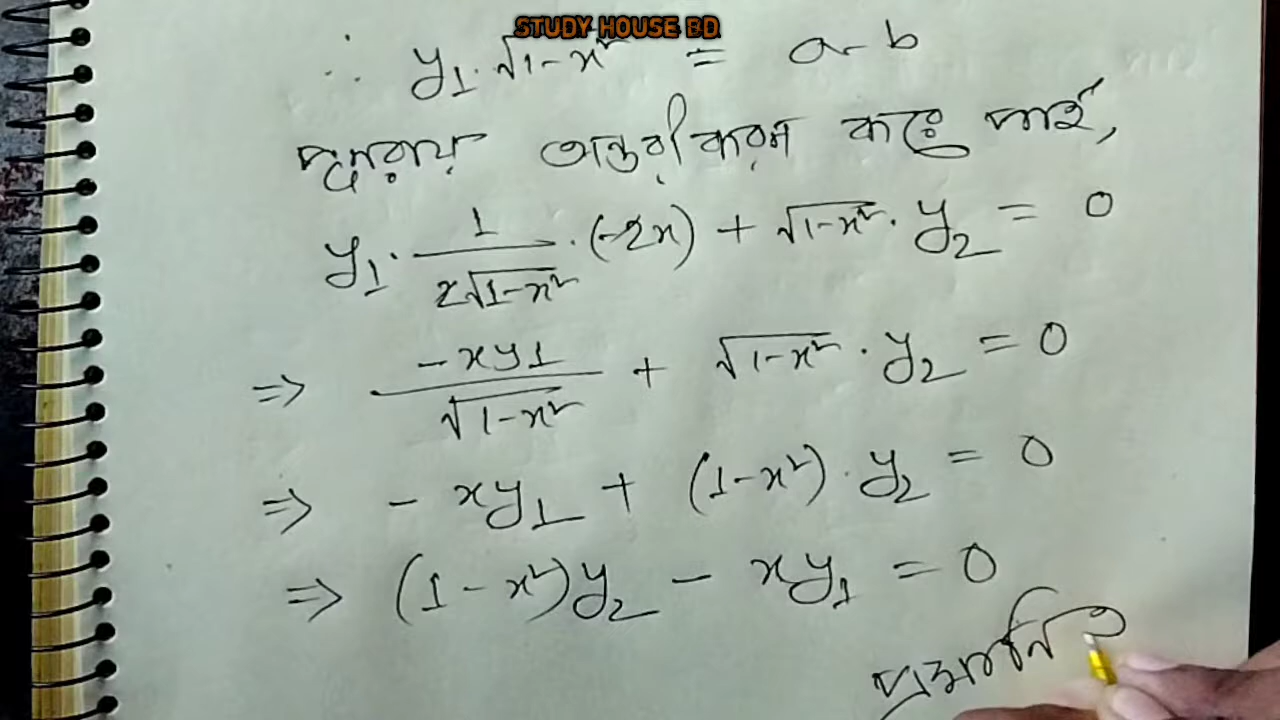 STUDY HOUSE BD
∴ y₁.√1-x² = a-b
পুনরায় অন্তরীকরন করে পাই,
y₁. 1/2√1-x² .(-2x) + √1-x². y₂ = 0
⇒ -xy1/√1-x² + √1-x² . y₂ = 0
⇒ - xy₁ + (1-x²). y₂ = 0
⇒ (1-x²)y₂ - xy₁ = 0
প্রমানিত